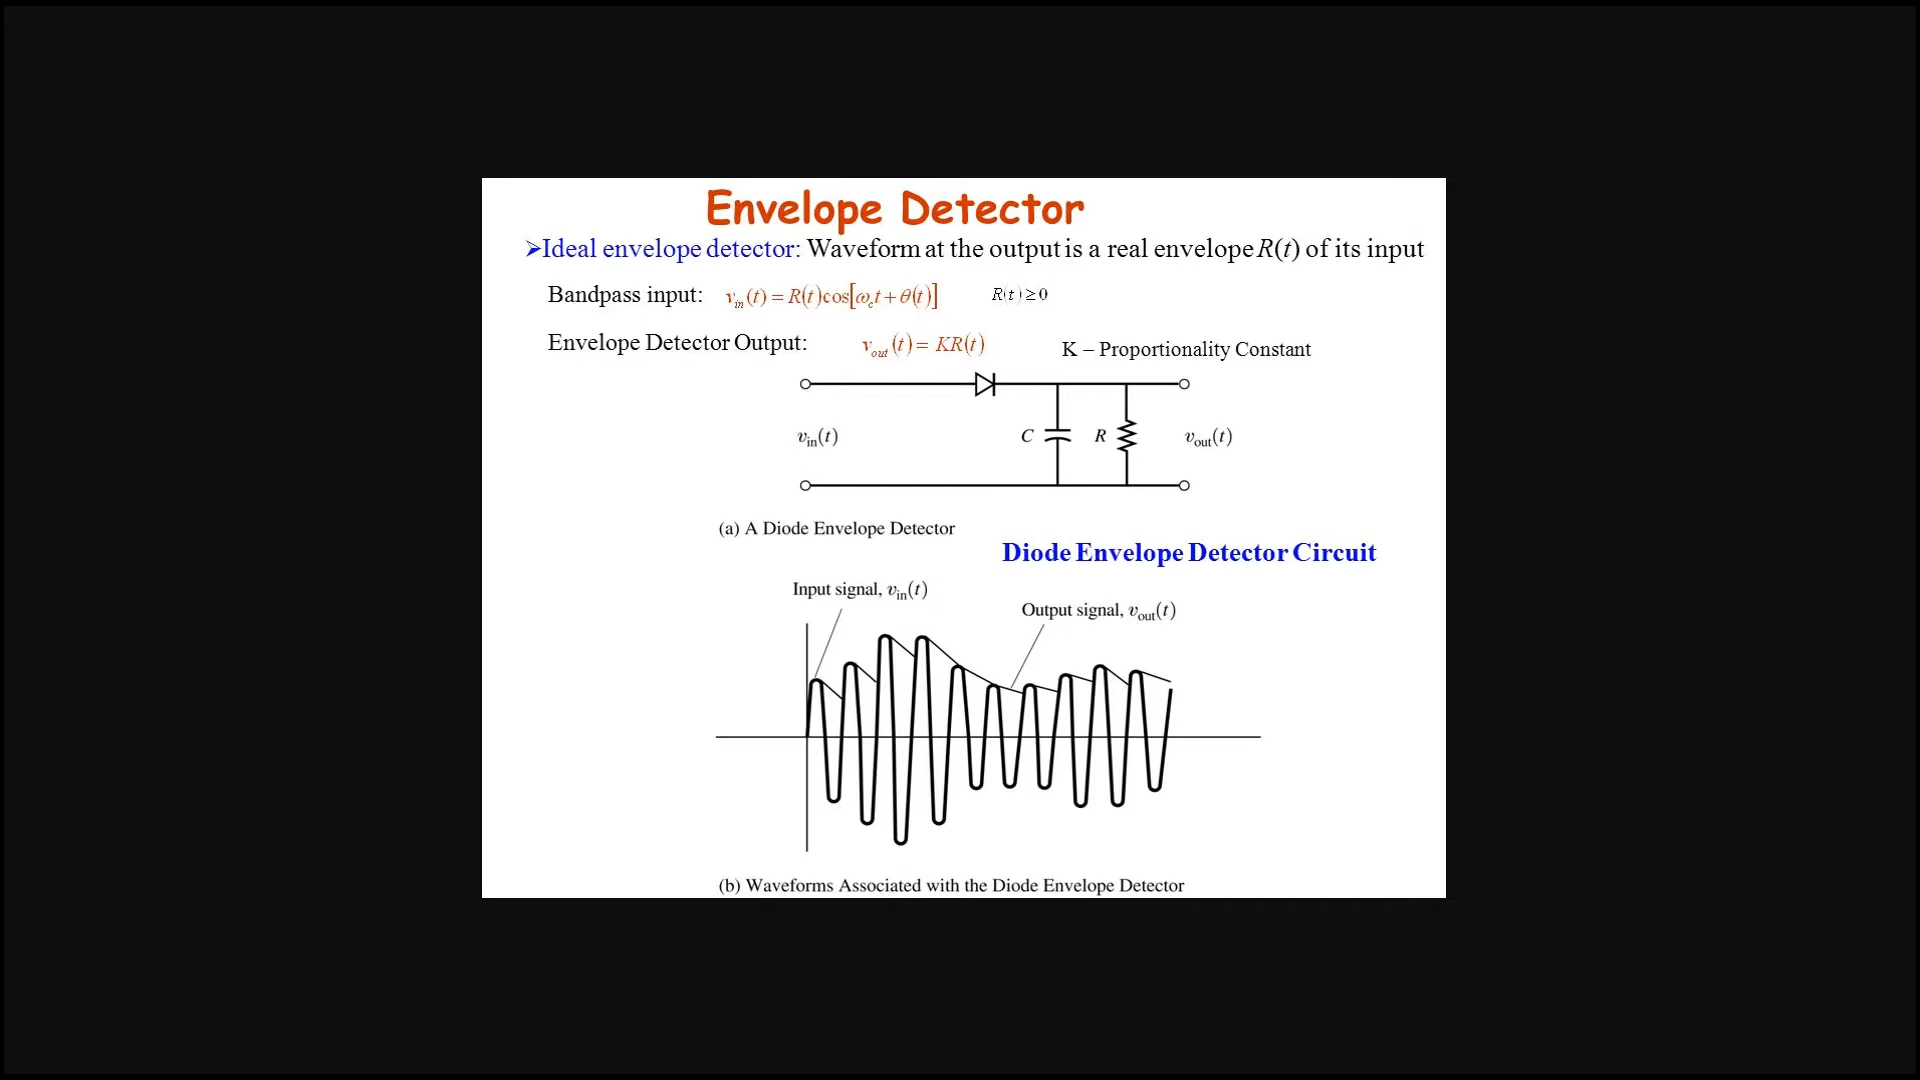 Envelope Detector
➢Ideal envelope detector: Waveform at the output is a real envelope R(t) of its input
Bandpass input: v_in(t) = R(t)cos[ω_c t + θ(t)] R(t) ≥ 0
Envelope Detector Output: v_out(t) = KR(t) K – Proportionality Constant
v_in(t) C R v_out(t)
(a) A Diode Envelope Detector
Diode Envelope Detector Circuit
Input signal, v_in(t)
Output signal, v_out(t)
(b) Waveforms Associated with the Diode Envelope Detector